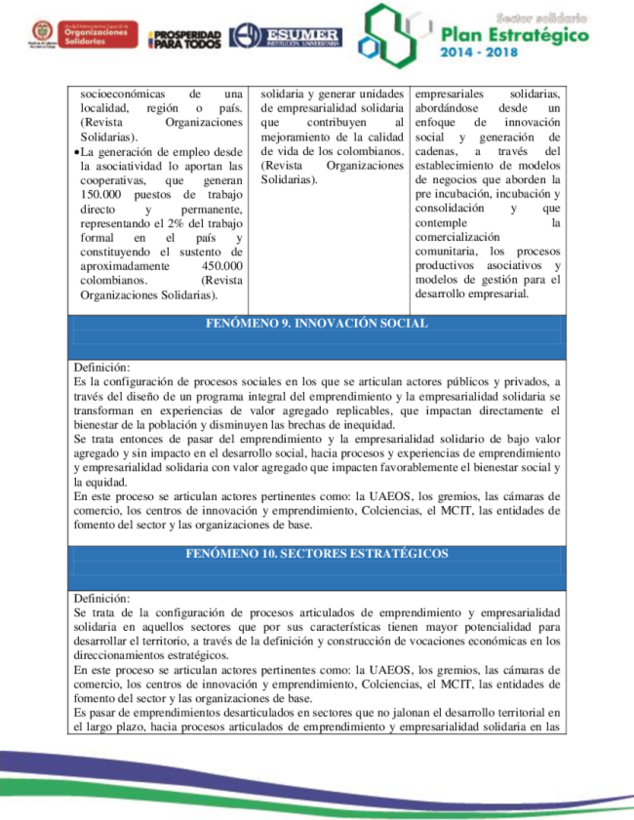 Unidad Administrativa Especial de
Organizaciones
Solidarias
PROSPERIDAD
PARA TODOS
ESUMER
INSTITUCIÓN UNIVERSITARIA
Sector solidario
Plan Estratégico
2014 - 2018
socioeconómicas de una
localidad, región o país.
(Revista Organizaciones
Solidarias).
•La generación de empleo desde
la asociatividad lo aportan las
cooperativas, que generan
150.000 puestos de trabajo
directo y permanente,
representando el 2% del trabajo
formal en el país y
constituyendo el sustento de
aproximadamente 450.000
colombianos. (Revista
Organizaciones Solidarias).
solidaria y generar unidades
de empresarialidad solidaria
que contribuyen al
mejoramiento de la calidad
de vida de los colombianos.
(Revista Organizaciones
Solidarias).
empresariales solidarias,
abordándose desde un
enfoque de innovación
social y generación de
cadenas, a través del
establecimiento de modelos
de negocios que aborden la
pre incubación, incubación y
consolidación y que
contemple la
comercialización
comunitaria, los procesos
productivos asociativos y
modelos de gestión para el
desarrollo empresarial.
FENÓMENO 9. INNOVACIÓN SOCIAL
Definición:
Es la configuración de procesos sociales en los que se articulan actores públicos y privados, a
través del diseño de un programa integral del emprendimiento y la empresarialidad solidaria se
transforman en experiencias de valor agregado replicables, que impactan directamente el
bienestar de la población y disminuyen las brechas de inequidad.
Se trata entonces de pasar del emprendimiento y la empresarialidad solidario de bajo valor
agregado y sin impacto en el desarrollo social, hacia procesos y experiencias de emprendimiento
y empresarialidad solidaria con valor agregado que impacten favorablemente el bienestar social y
la equidad.
En este proceso se articulan actores pertinentes como: la UAEOS, los gremios, las cámaras de
comercio, los centros de innovación y emprendimiento, Colciencias, el MCIT, las entidades de
fomento del sector y las organizaciones de base.
FENÓMENO 10. SECTORES ESTRATÉGICOS
Definición:
Se trata de la configuración de procesos articulados de emprendimiento y empresarialidad
solidaria en aquellos sectores que por sus características tienen mayor potencialidad para
desarrollar el territorio, a través de la definición y construcción de vocaciones económicas en los
direccionamientos estratégicos.
En este proceso se articulan actores pertinentes como: la UAEOS, los gremios, las cámaras de
comercio, los centros de innovación y emprendimiento, Colciencias, el MCIT, las entidades de
fomento del sector y las organizaciones de base.
Es pasar de emprendimientos desarticulados en sectores que no jalonan el desarrollo territorial en
el largo plazo, hacia procesos articulados de emprendimiento y empresarialidad solidaria en las